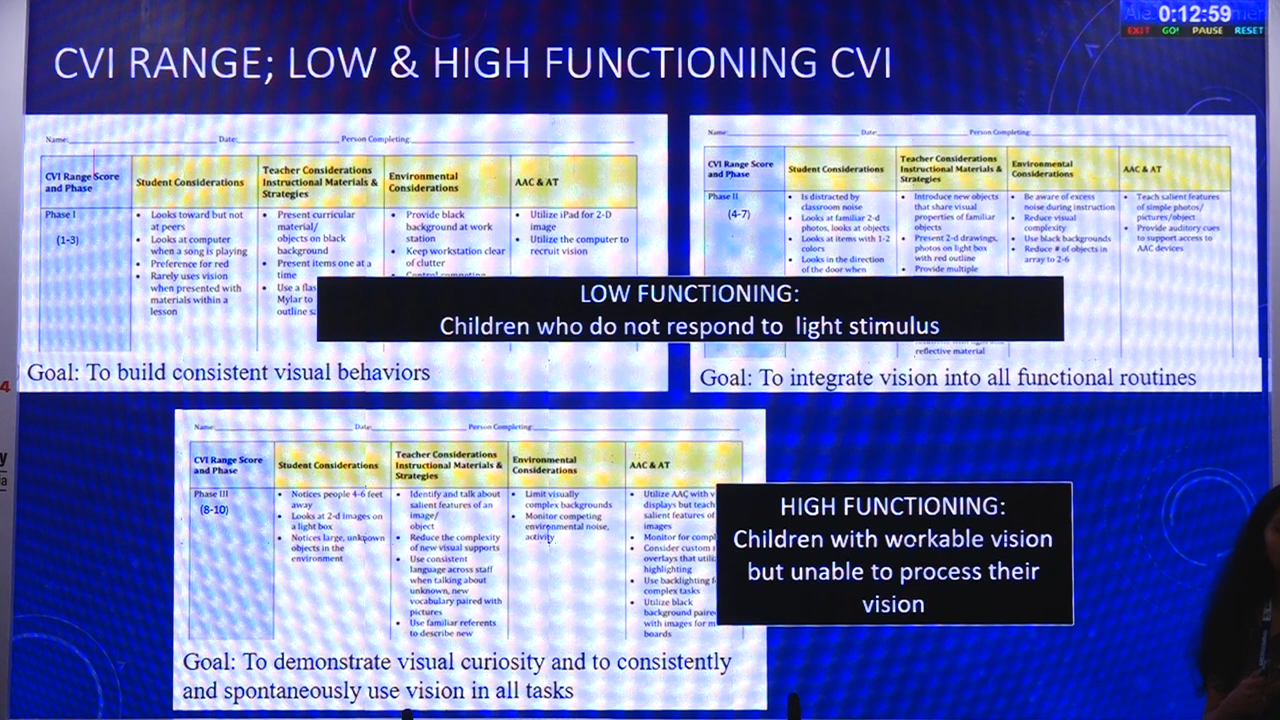 0:12:59
EXIT GO! PAUSE RESET
CVI RANGE; LOW & HIGH FUNCTIONING CVI
Name: Date: Person Completing:
CVI Range Score
and Phase
Student Considerations
Teacher Considerations
Instructional Materials &
Strategies
Environmental
Considerations
AAC & AT
Phase I
(1-3)
• Looks toward but not
at peers
• Looks at computer
when a song is playing
• Preference for red
• Rarely uses vision
when presented with
materials within a
lesson
• Present curricular
material/
objects on black
background
• Present items one at a
time
• Use a
Mylar to
outline
• Provide black
background at work
station
• Keep workstation clear
of clutter
• Control competing
• Utilize iPad for 2-D
image
• Utilize the computer to
recruit vision
Goal: To build consistent visual behaviors
Name: Date: Person Completing:
CVI Range Score
and Phase
Student Considerations
Teacher Considerations
Instructional Materials &
Strategies
Environmental
Considerations
AAC & AT
Phase II
(4-7)
• Is distracted by
classroom noise
• Looks at familiar 2-d
photos, looks at objects
• Looks at items with 1-2
colors
• Looks in the direction
of the door when
• Introduce new objects
that share visual
properties of familiar
objects
• Present 2-d drawings,
photos on light box
with red outline
• Provide multiple
reflective material
• Be aware of excess
noise during instruction
• Reduce visual
complexity
• Use black backgrounds
• Reduce # of objects in
array to 2-6
• Teach salient features
of simple photos/
pictures/object
• Provide auditory cues
to support access to
AAC devices
Goal: To integrate vision into all functional routines
LOW FUNCTIONING:
Children who do not respond to light stimulus
Name: Date: Person Completing:
CVI Range Score
and Phase
Student Considerations
Teacher Considerations
Instructional Materials &
Strategies
Environmental
Considerations
AAC & AT
Phase III
(8-10)
• Notices people 4-6 feet
away
• Looks at 2-d images on
a light box
• Notices large, unknown
objects in the
environment
• Identify and talk about
salient features of an
image/
object
• Reduce the complexity
of new visual supports
• Use consistent
language across staff
when talking about
unknown, new
vocabulary paired with
pictures
• Use familiar referents
to describe new
• Limit visually
complex backgrounds
• Monitor competing
environmental noise,
activity
• Utilize AAC with
displays but teach
salient features of
images
• Monitor for
• Consider custom
overlays that
highlighting
• Use backlighting
complex tasks
• Utilize black
background
with images for
boards
Goal: To demonstrate visual curiosity and to consistently
and spontaneously use vision in all tasks
HIGH FUNCTIONING:
Children with workable vision
but unable to process their
vision
4
y